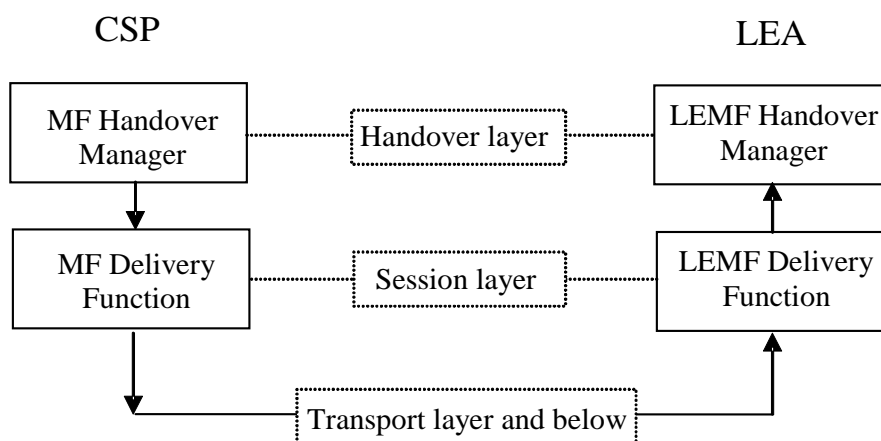 CSP
LEA
MF Handover
Manager
Handover layer
LEMF Handover
Manager
MF Delivery
Function
Session layer
LEMF Delivery
Function
Transport layer and below